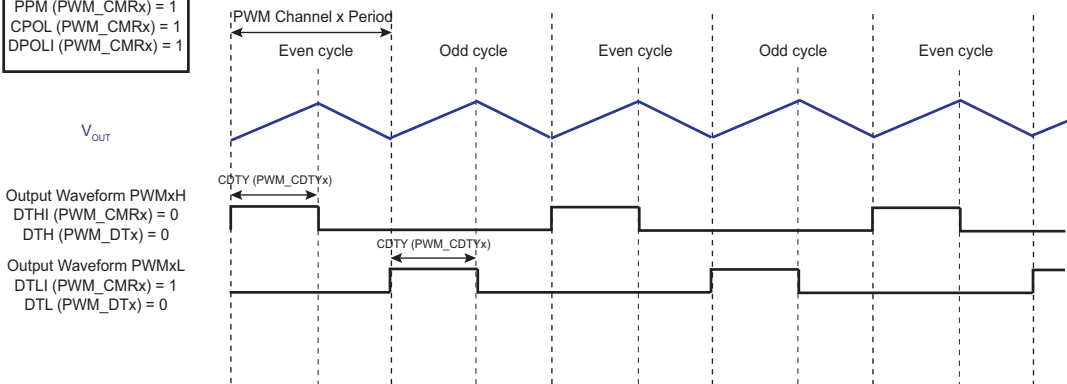 PPM (PWM_CMRx) = 1
CPOL (PWM_CMRx) = 1
DPOLI (PWM_CMRx) = 1
PWM Channel x Period
Even cycle
Odd cycle
Even cycle
Odd cycle
Even cycle
VOUT
CDTY (PWM_CDTYx)
Output Waveform PWMxH
DTHI (PWM_CMRx) = 0
DTH (PWM_DTx) = 0
CDTY (PWM_CDTYx)
Output Waveform PWMxL
DTLI (PWM_CMRx) = 1
DTL (PWM_DTx) = 0